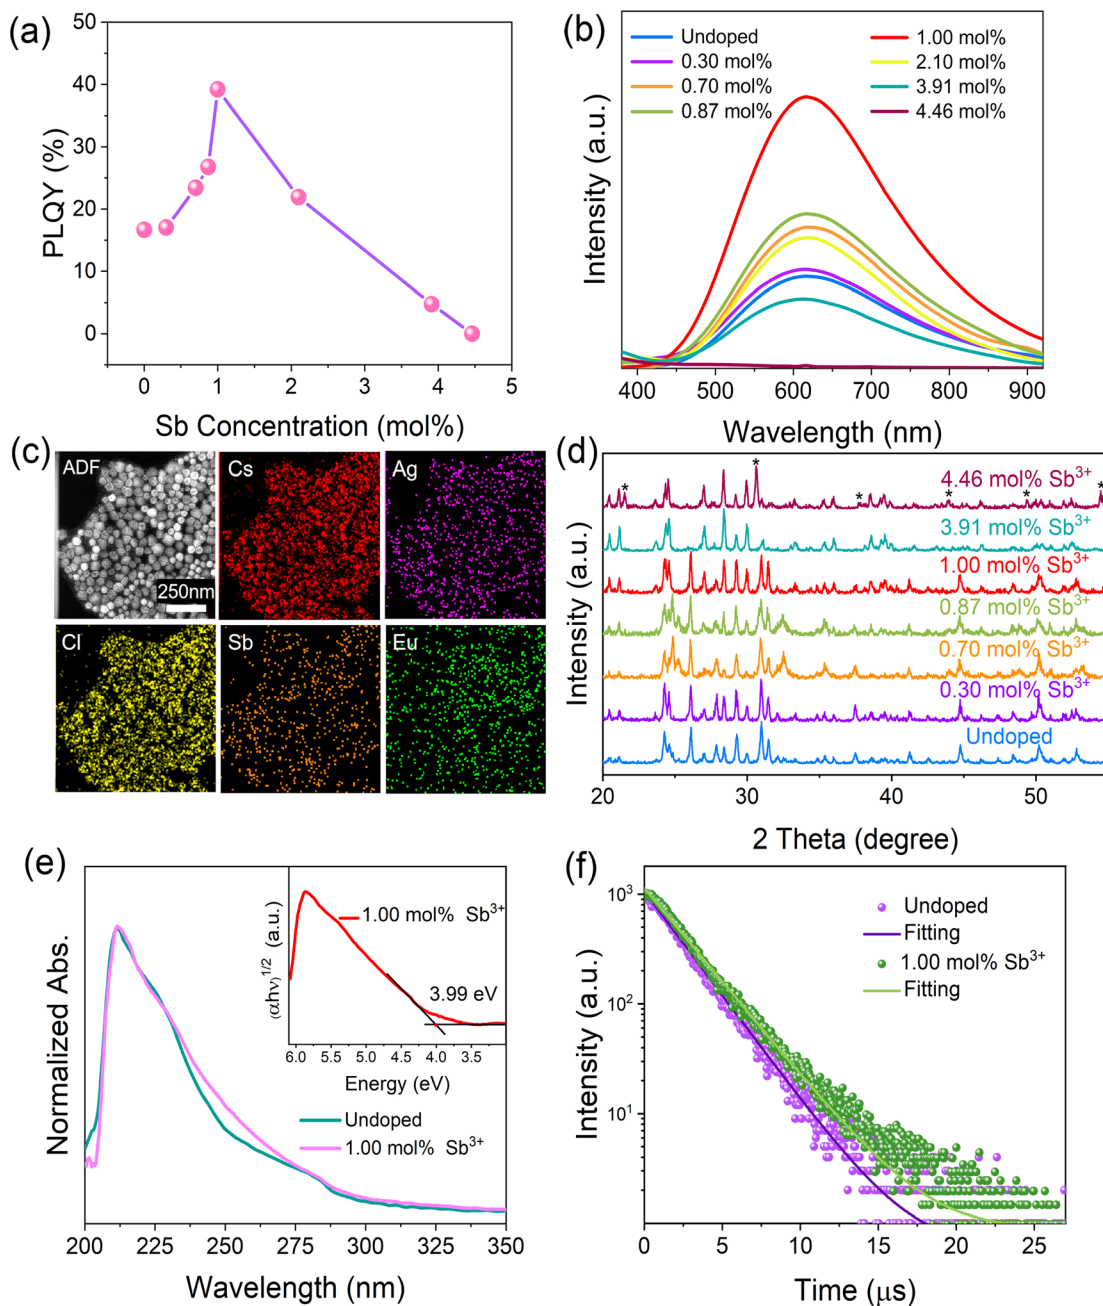 (a)
50
40
30
20
10
0
PLQY (%)
0 1 2 3 4 5
Sb Concentration (mol%)
(b)
Undoped
0.30 mol%
0.70 mol%
0.87 mol%
1.00 mol%
2.10 mol%
3.91 mol%
4.46 mol%
Intensity (a.u.)
400 500 600 700 800 900
Wavelength (nm)
(c)
ADF
250nm
Cs
Ag
Cl
Sb
Eu
(d)
* * * * * *
4.46 mol% Sb³⁺
3.91 mol% Sb³⁺
1.00 mol% Sb³⁺
0.87 mol% Sb³⁺
0.70 mol% Sb³⁺
0.30 mol% Sb³⁺
Undoped
Intensity (a.u.)
20 30 40 50
2 Theta (degree)
(e)
Normalized Abs.
(αhν)^1/2 (a.u.)
1.00 mol% Sb³⁺
3.99 eV
6.0 5.5 5.0 4.5 4.0 3.5
Energy (eV)
Undoped
1.00 mol% Sb³⁺
200 225 250 275 300 325 350
Wavelength (nm)
(f)
10³
10²
10¹
Intensity (a.u.)
Undoped
Fitting
1.00 mol% Sb³⁺
Fitting
0 5 10 15 20 25
Time (μs)